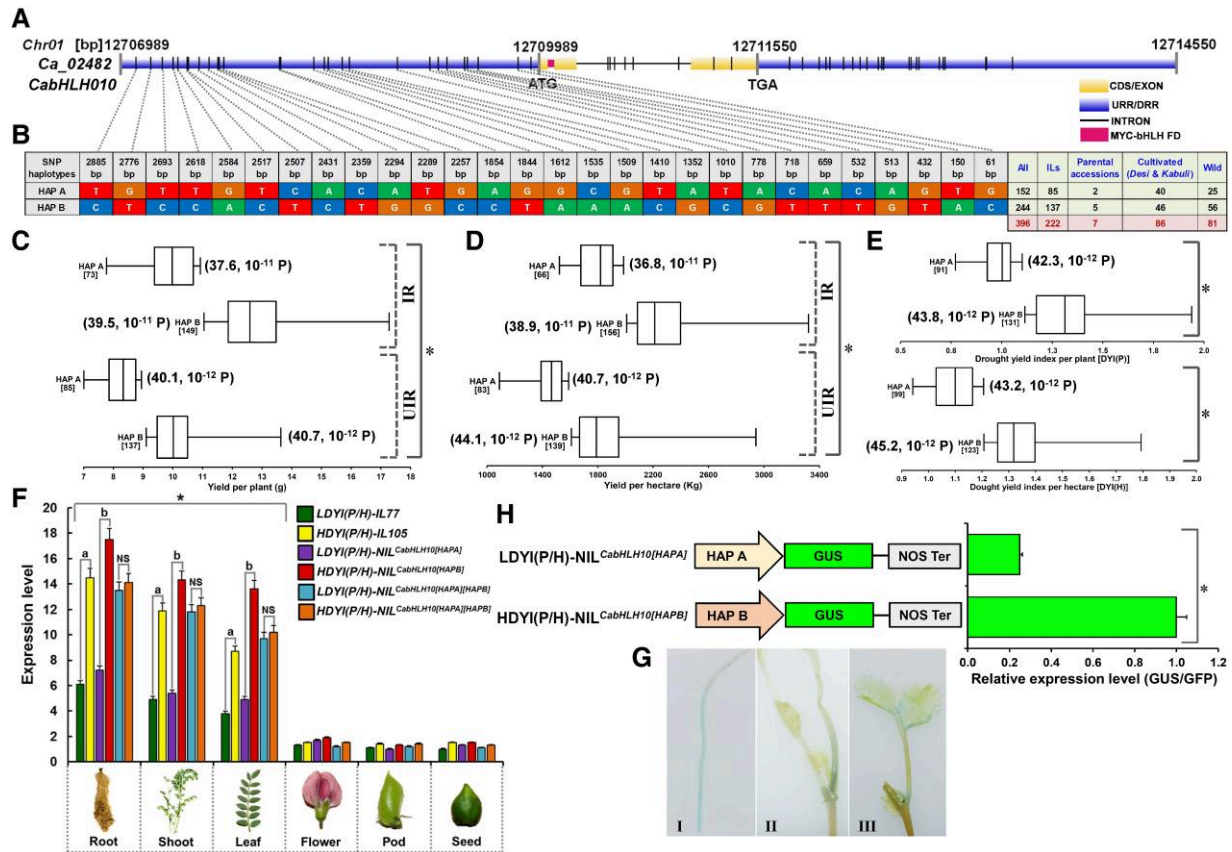 A
Chr01 [bp] 12706989 12709989 12711550 12714550
Ca_02482
CabHLH010 ATG TGA
CDS/EXON
URR/DRR
INTRON
MYC-bHLH FD
B
SNP haplotypes 2885 bp 2776 bp 2693 bp 2618 bp 2584 bp 2517 bp 2507 bp 2431 bp 2359 bp 2294 bp 2289 bp 2257 bp 1854 bp 1844 bp 1612 bp 1535 bp 1509 bp 1410 bp 1352 bp 1010 bp 778 bp 718 bp 659 bp 532 bp 513 bp 432 bp 150 bp 61 bp All ILs Parental accessions Cultivated (Desi & Kabuli) Wild
HAP A T G T T G T C A C A T G A G G C G T A T A C A C A G T G 152 85 2 40 25
HAP B C T C C A C T C T G G C C T A A A C G C G T T T G T A C 244 137 5 46 56
396 222 7 86 81
C
HAP A [73] (37.6, 10⁻¹¹ P)
(39.5, 10⁻¹¹ P) HAP B [149]
IR
HAP A [85] (40.1, 10⁻¹² P)
HAP B [137] (40.7, 10⁻¹² P)
UIR
*
7 8 9 10 11 12 13 14 15 16 17 18
Yield per plant (g)
D
HAP A [66] (36.8, 10⁻¹¹ P)
(38.9, 10⁻¹¹ P) HAP B [156]
IR
HAP A [83] (40.7, 10⁻¹² P)
(44.1, 10⁻¹² P) HAP B [139]
UIR
*
1000 1400 1800 2200 2600 3000 3400
Yield per hectare (Kg)
E
HAP A [91] (42.3, 10⁻¹² P)
(43.8, 10⁻¹² P) HAP B [131]
*
0.5 0.8 1.0 1.2 1.5 1.8 2.0
Drought yield index per plant [DYI(P)]
HAP A [99] (43.2, 10⁻¹² P)
(45.2, 10⁻¹² P) HAP B [123]
*
0.9 1.0 1.1 1.2 1.3 1.4 1.5 1.6 1.7 1.8 1.9 2.0
Drought yield index per hectare [DYI(H)]
F
Expression level
20
18
16
14
12
10
8
6
4
2
0
*
a b NS
a b NS
a b NS
LDYI(P/H)-IL77
HDYI(P/H)-IL105
LDYI(P/H)-NIL^CabHLH10[HAPA]
HDYI(P/H)-NIL^CabHLH10[HAPB]
LDYI(P/H)-NIL^CabHLH10[HAPA][HAPB]
HDYI(P/H)-NIL^CabHLH10[HAPA][HAPB]
Root Shoot Leaf Flower Pod Seed
H
LDYI(P/H)-NIL^CabHLH10[HAPA] HAP A GUS NOS Ter
HDYI(P/H)-NIL^CabHLH10[HAPB] HAP B GUS NOS Ter
*
0.0 0.2 0.4 0.6 0.8 1.0 1.2
Relative expression level (GUS/GFP)
G
I II III